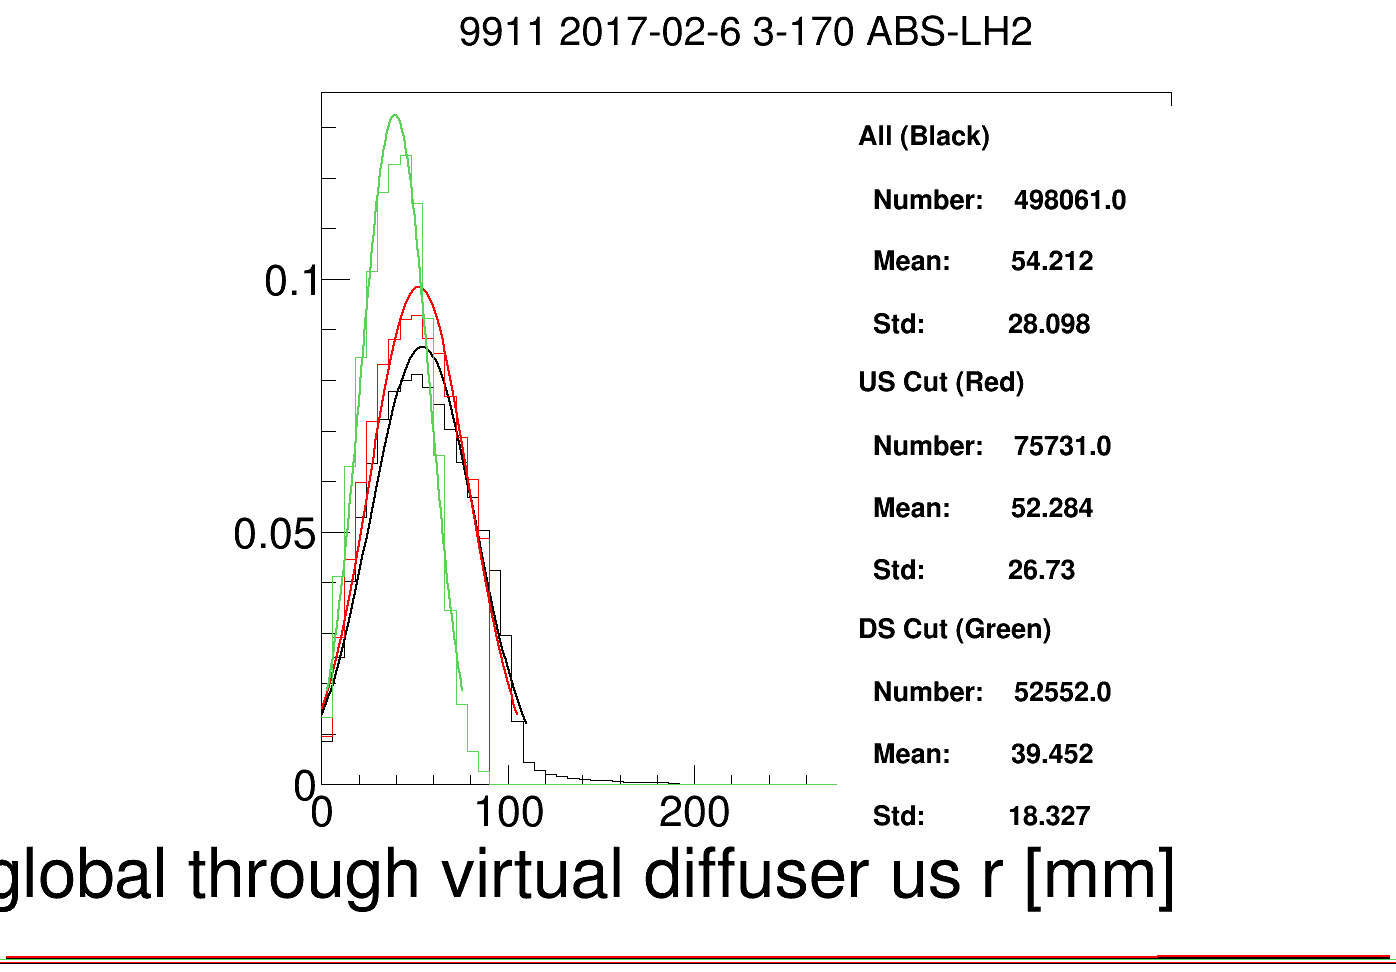 9911 2017-02-6 3-170 ABS-LH2
All (Black)
Number: 498061.0
Mean: 54.212
Std: 28.098
US Cut (Red)
Number: 75731.0
Mean: 52.284
Std: 26.73
DS Cut (Green)
Number: 52552.0
Mean: 39.452
Std: 18.327
0.1
0.05
0
0 100 200
global through virtual diffuser us r [mm]